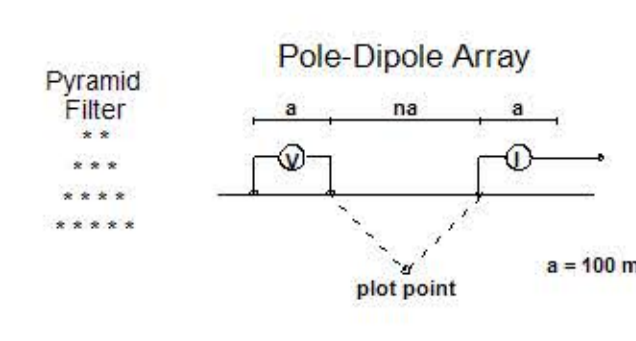 Pole-Dipole Array
Pyramid
Filter
* *
* * *
* * * *
* * * * *
a na a
V I
plot point
a = 100 m